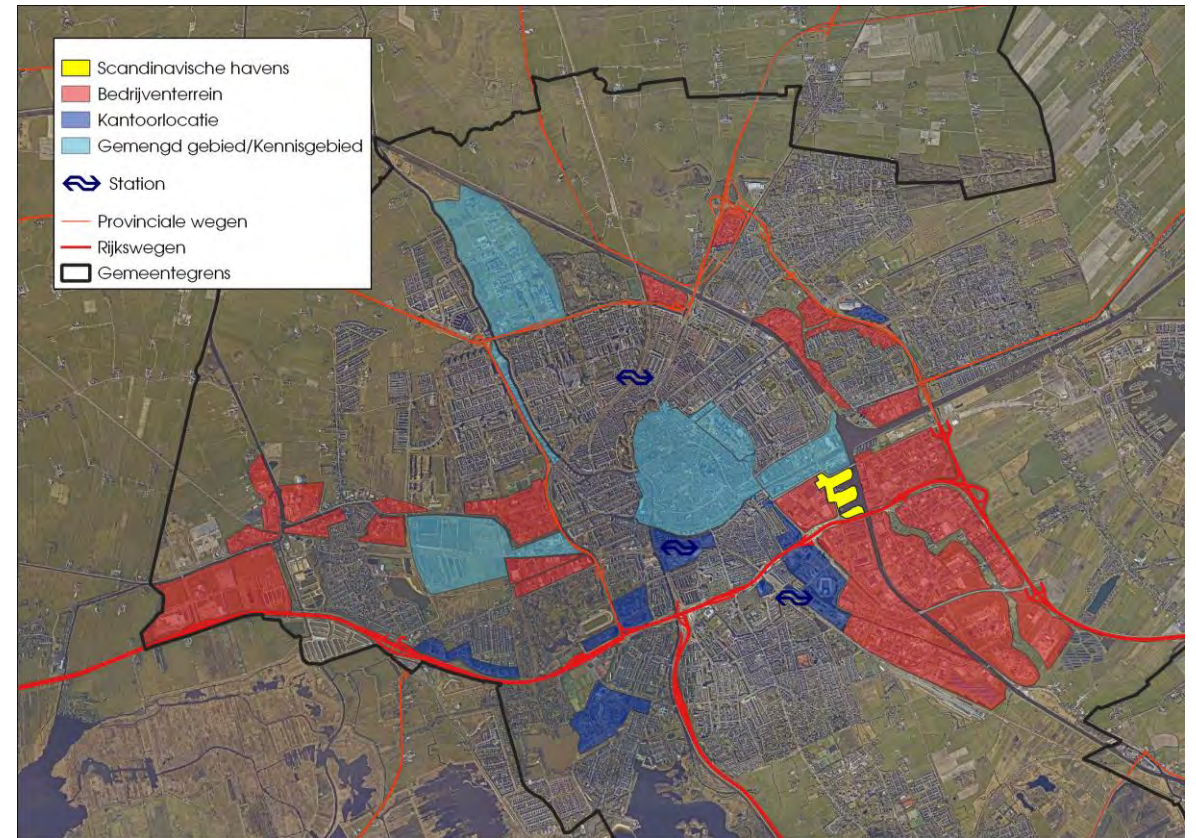 Scandinavische havens
Bedrijventerrein
Kantoorlocatie
Gemengd gebied/Kennisgebied
Station
Provinciale wegen
Rijkswegen
Gemeentegrens